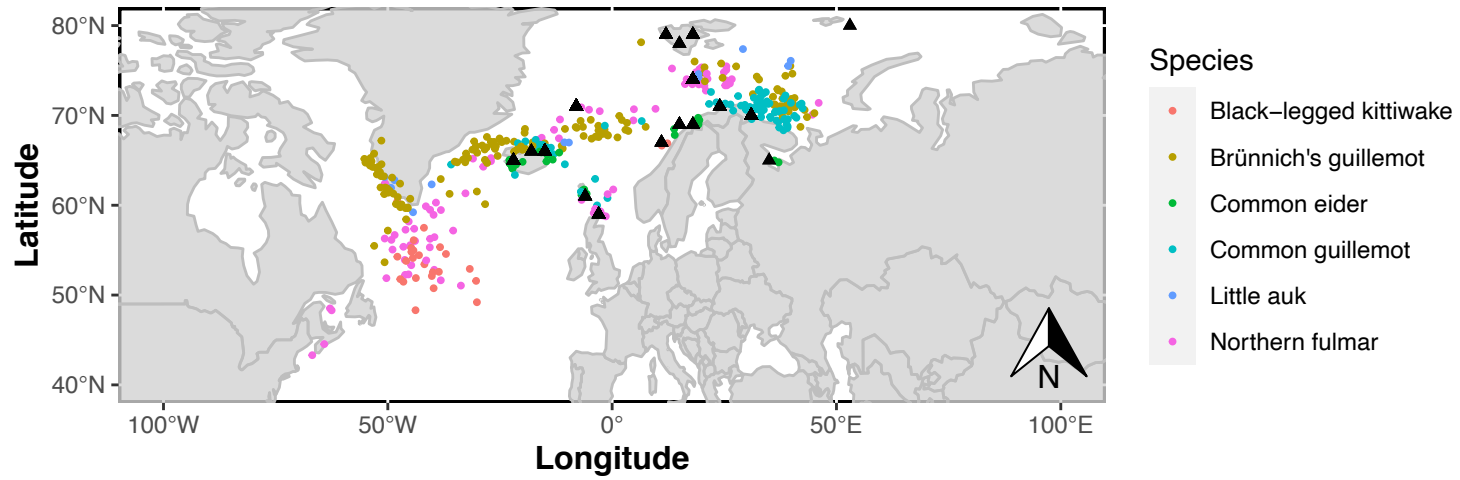 80°N
70°N
60°N
50°N
40°N
Latitude
100°W
50°W
0°
50°E
100°E
Longitude
N
Species
Black−legged kittiwake
Brünnich's guillemot
Common eider
Common guillemot
Little auk
Northern fulmar